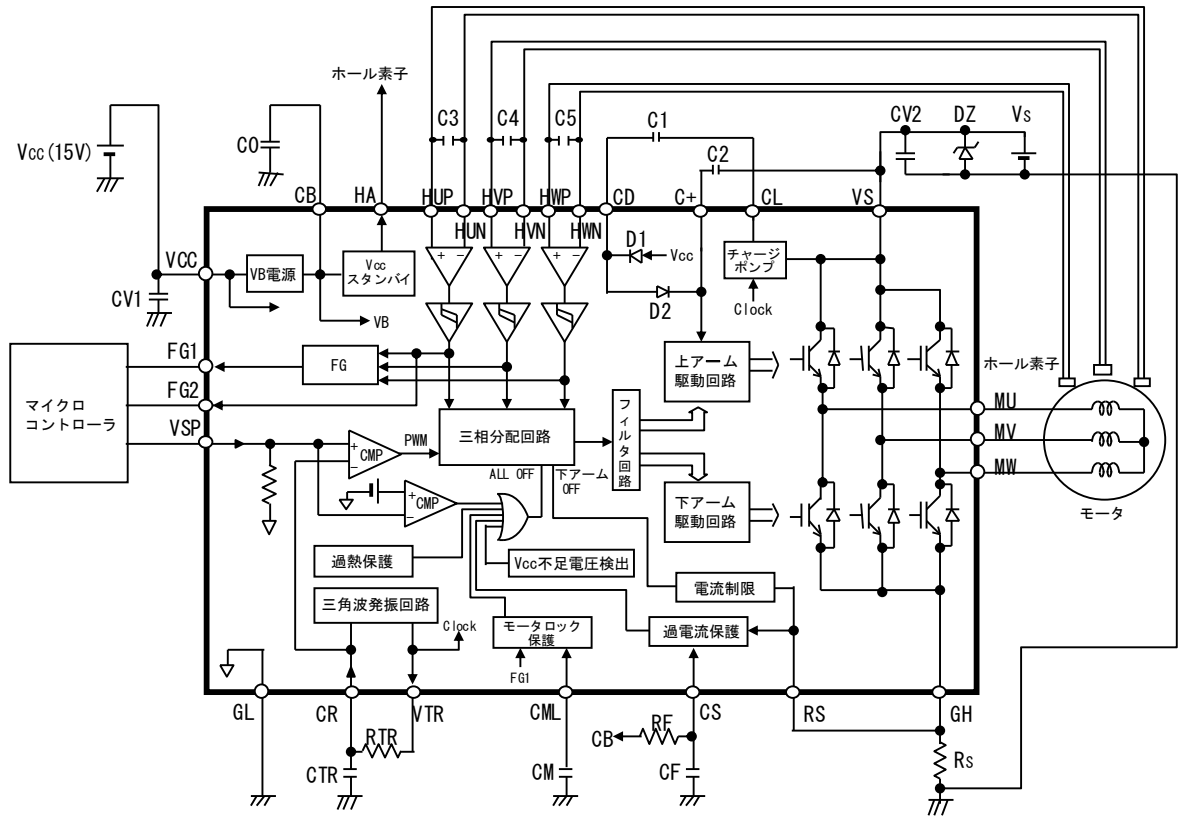 ホール素子
C3
C4
C5
C1
C2
CV2
DZ
Vs
Vcc(15V)
C0
CB
HA
HUP
HUN
HVP
HVN
HWP
HWN
CD
C+
CL
VS
VCC
CV1
VB電源
Vcc
スタンバイ
VB
+ −
+ −
+ −
D1
Vcc
D2
チャージ
ポンプ
Clock
FG1
FG
FG2
VSP
マイクロ
コントローラ
上アーム
駆動回路
ホール素子
三相分配回路
フィルタ回路
MU
MV
MW
モータ
+
−
CMP
PWM
ALL OFF
下アーム
OFF
+
−
CMP
下アーム
駆動回路
過熱保護
Vcc不足電圧検出
電流制限
三角波発振回路
Clock
モータロック
保護
過電流保護
FG1
GL
CR
VTR
CML
CS
RS
GH
RTR
CTR
CM
CB
RF
CF
Rs